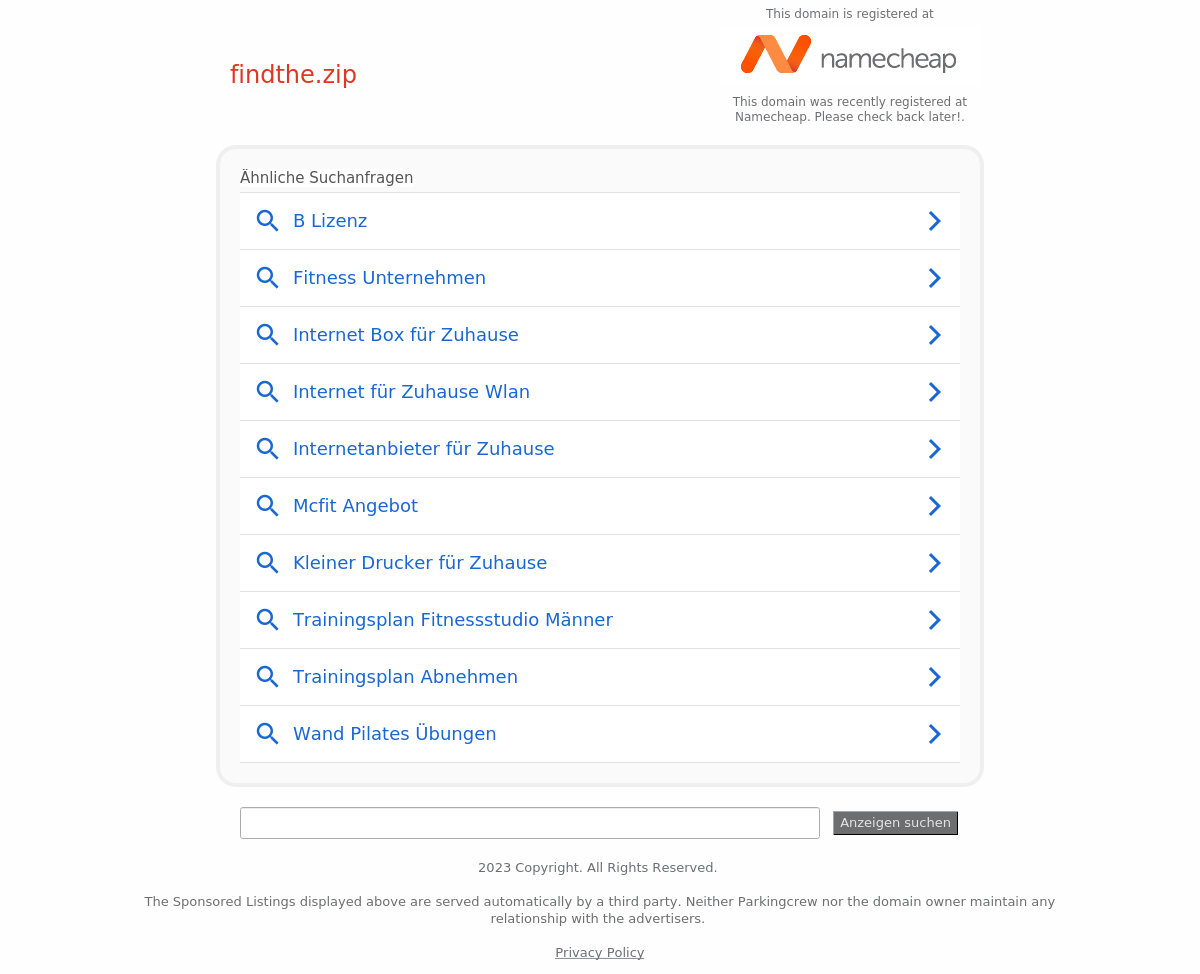 This domain is registered at
namecheap
findthe.zip
This domain was recently registered at
Namecheap. Please check back later!.
Ähnliche Suchanfragen
B Lizenz
Fitness Unternehmen
Internet Box für Zuhause
Internet für Zuhause Wlan
Internetanbieter für Zuhause
Mcfit Angebot
Kleiner Drucker für Zuhause
Trainingsplan Fitnessstudio Männer
Trainingsplan Abnehmen
Wand Pilates Übungen
Anzeigen suchen
2023 Copyright. All Rights Reserved.
The Sponsored Listings displayed above are served automatically by a third party. Neither Parkingcrew nor the domain owner maintain any
relationship with the advertisers.
Privacy Policy